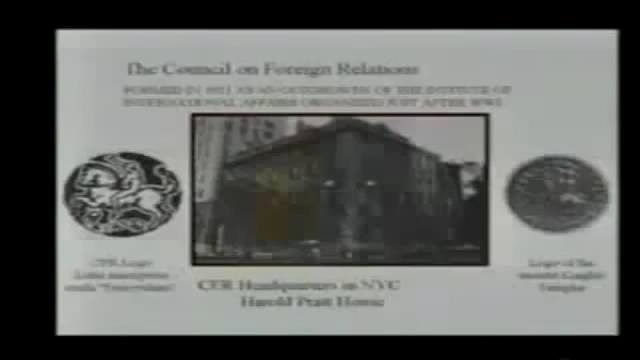 The Council on Foreign Relations
FORMED IN 1921 AS AN OUTGROWTH OF THE INSTITUTE OF
INTERNATIONAL AFFAIRS ORGANIZED JUST AFTER WWI
CFR Logo
CFR Headquarters in NYC
Harold Pratt House
Logo of the
Templar